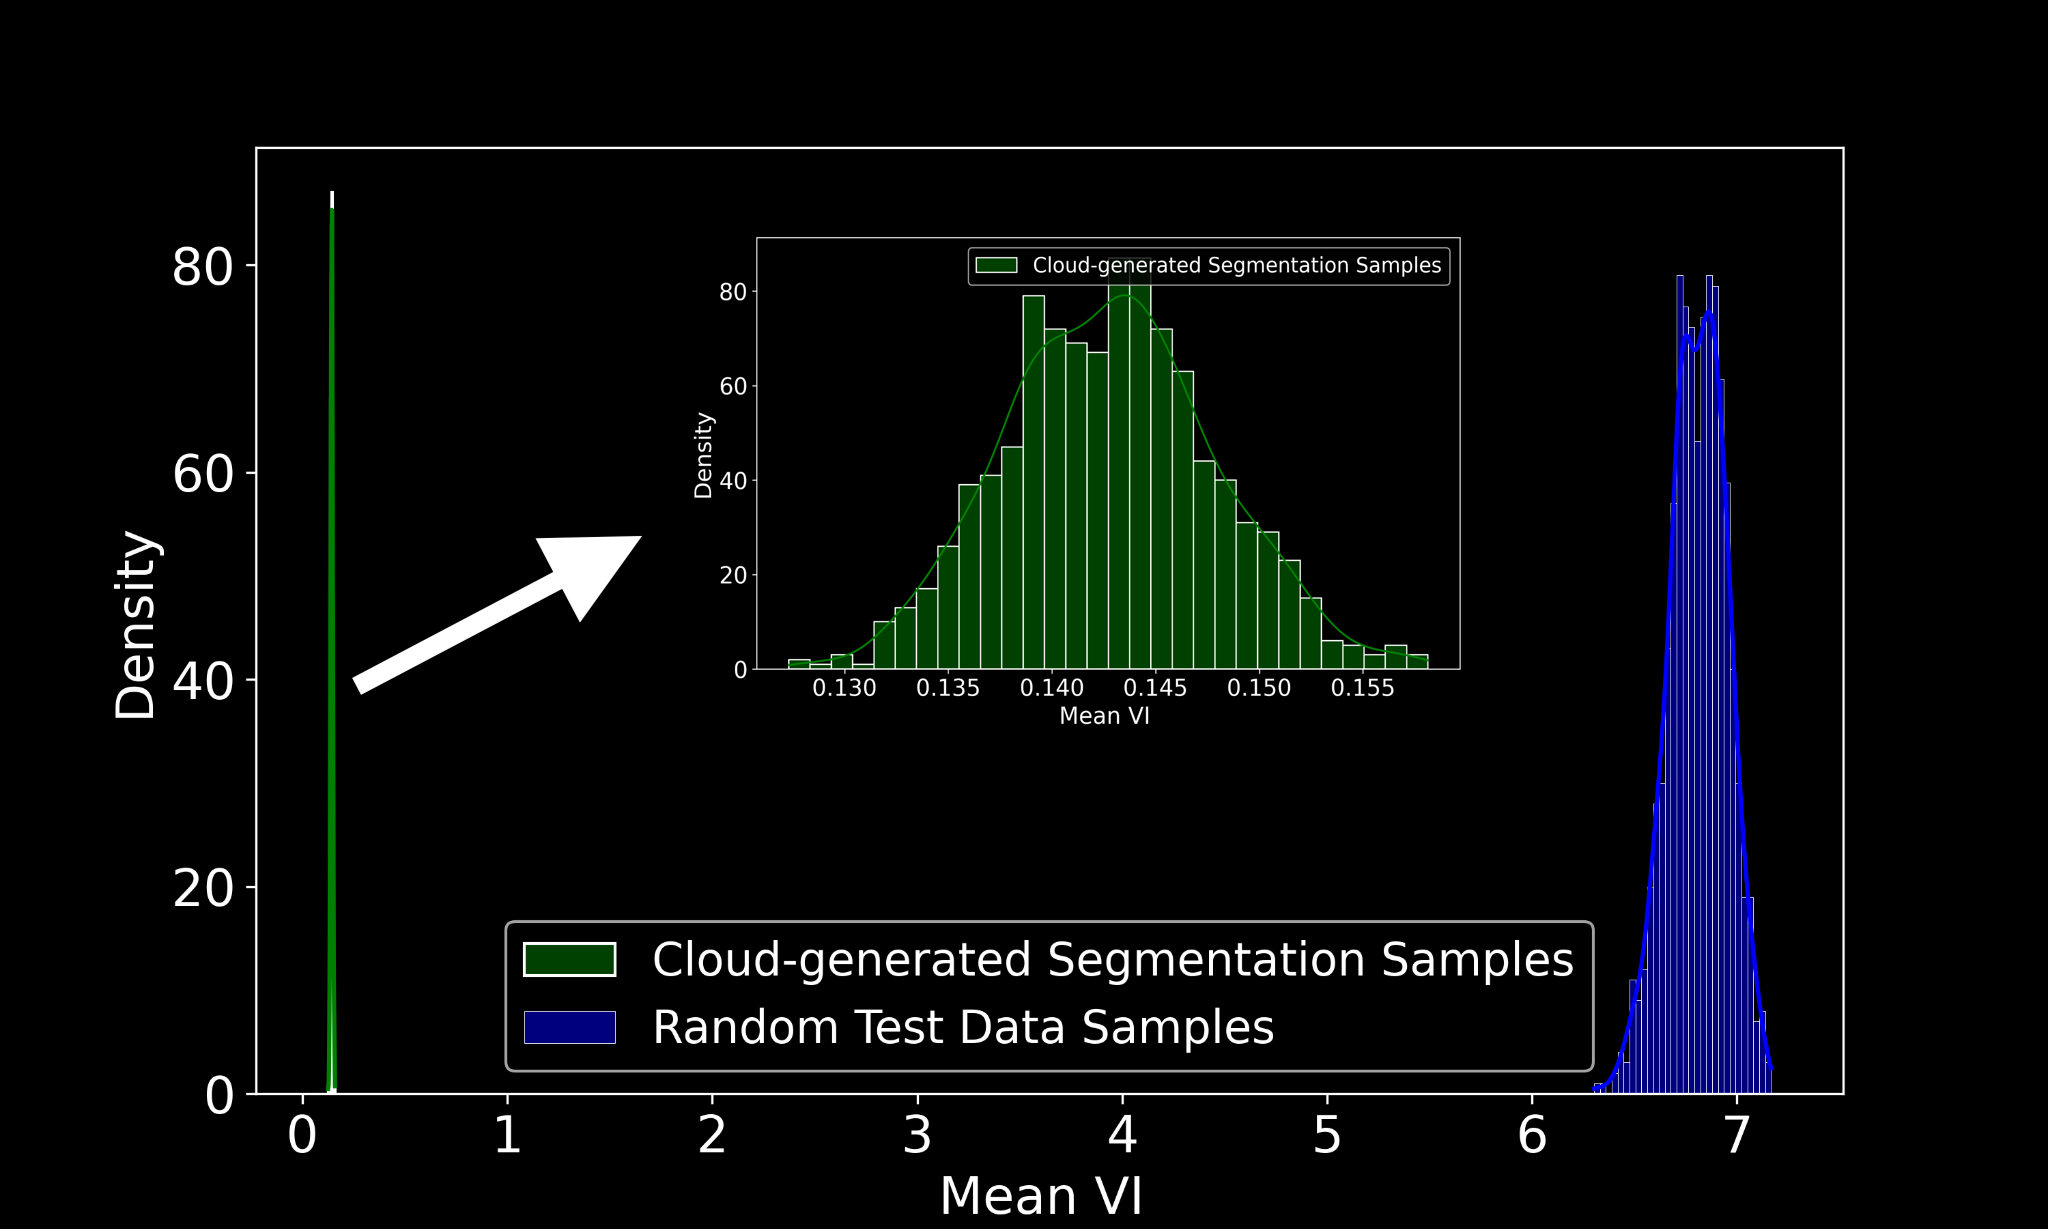 80
60
40
20
0
Density
0 1 2 3 4 5 6 7
Mean VI
Cloud-generated Segmentation Samples
80
60
40
20
0
Density
0.130 0.135 0.140 0.145 0.150 0.155
Mean VI
Cloud-generated Segmentation Samples
Random Test Data Samples